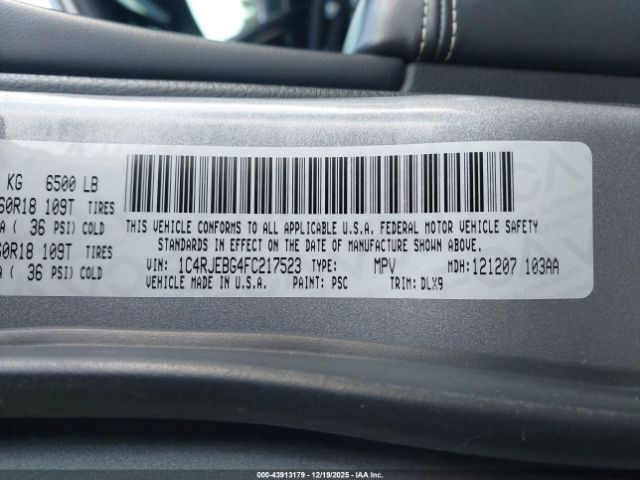 KG 6500 LB
60R18 109T TIRES
A ( 36 PSI) COLD
60R18 109T TIRES
A ( 36 PSI) COLD
THIS VEHICLE CONFORMS TO ALL APPLICABLE U.S.A. FEDERAL MOTOR VEHICLE SAFETY
STANDARDS IN EFFECT ON THE DATE OF MANUFACTURE SHOWN ABOVE.
VIN: 1C4RJEBG4FC217523 TYPE: MPV MDH:121207 103AA
VEHICLE MADE IN U.S.A. PAINT: PSC TRIM: DLX9
000-43913179 | 12/19/2025 | IAA Inc.